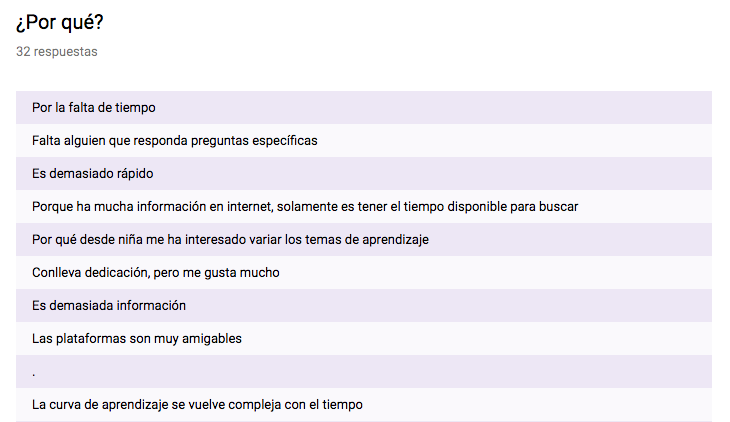 ¿Por qué?
32 respuestas
Por la falta de tiempo
Falta alguien que responda preguntas específicas
Es demasiado rápido
Porque ha mucha información en internet, solamente es tener el tiempo disponible para buscar
Por qué desde niña me ha interesado variar los temas de aprendizaje
Conlleva dedicación, pero me gusta mucho
Es demasiada información
Las plataformas son muy amigables
.
La curva de aprendizaje se vuelve compleja con el tiempo